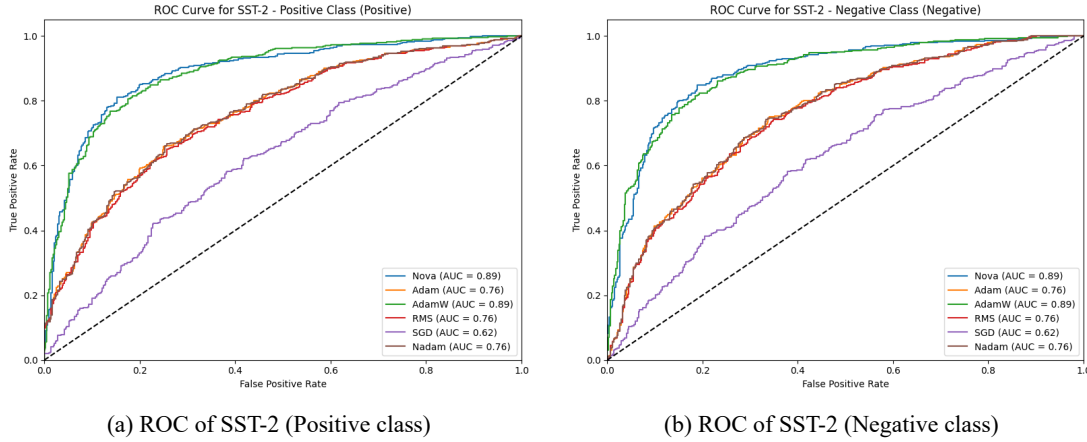 ROC Curve for SST-2 - Positive Class (Positive)
True Positive Rate
1.0
0.8
0.6
0.4
0.2
0.0
Nova (AUC = 0.89)
Adam (AUC = 0.76)
AdamW (AUC = 0.89)
RMS (AUC = 0.76)
SGD (AUC = 0.62)
Nadam (AUC = 0.76)
0.0 0.2 0.4 0.6 0.8 1.0
False Positive Rate
(a) ROC of SST-2 (Positive class)
ROC Curve for SST-2 - Negative Class (Negative)
True Positive Rate
1.0
0.8
0.6
0.4
0.2
0.0
Nova (AUC = 0.89)
Adam (AUC = 0.76)
AdamW (AUC = 0.89)
RMS (AUC = 0.76)
SGD (AUC = 0.62)
Nadam (AUC = 0.76)
0.0 0.2 0.4 0.6 0.8 1.0
False Positive Rate
(b) ROC of SST-2 (Negative class)